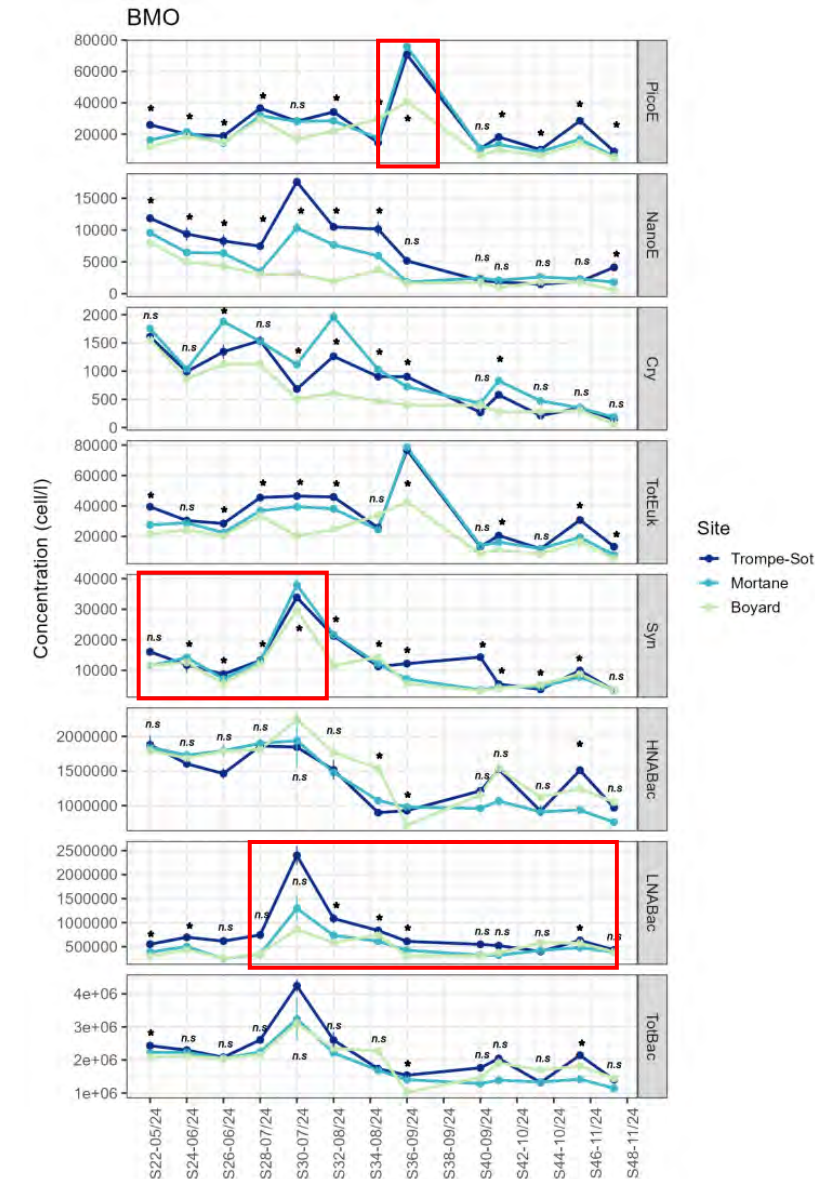 BMO
Concentration (cell/l)
80000
60000
40000
20000
* * * * n.s * * * n.s * * * *
PicoE
15000
10000
5000
0
* * * * * * * n.s n.s n.s n.s n.s *
NanoE
2000
1500
1000
500
0
n.s n.s * n.s * * * * n.s * n.s n.s n.s
Cry
80000
60000
40000
20000
* * * * * n.s * n.s * n.s * *
TotEuk
40000
30000
20000
10000
n.s * * * * * * * * * * * n.s
Syn
2000000
1500000
1000000
n.s n.s n.s n.s n.s n.s * * n.s n.s n.s * n.s
HNABac
2500000
2000000
1500000
1000000
500000
* * n.s n.s n.s * * * n.s n.s n.s * n.s
LNABac
4e+06
3e+06
2e+06
1e+06
* n.s n.s n.s n.s n.s n.s * n.s n.s n.s * n.s
TotBac
S22-05/24
S24-06/24
S26-06/24
S28-07/24
S30-07/24
S32-08/24
S34-08/24
S36-09/24
S38-09/24
S40-09/24
S42-10/24
S44-10/24
S46-11/24
S48-11/24
Site
Trompe-Sot
Mortane
Boyard